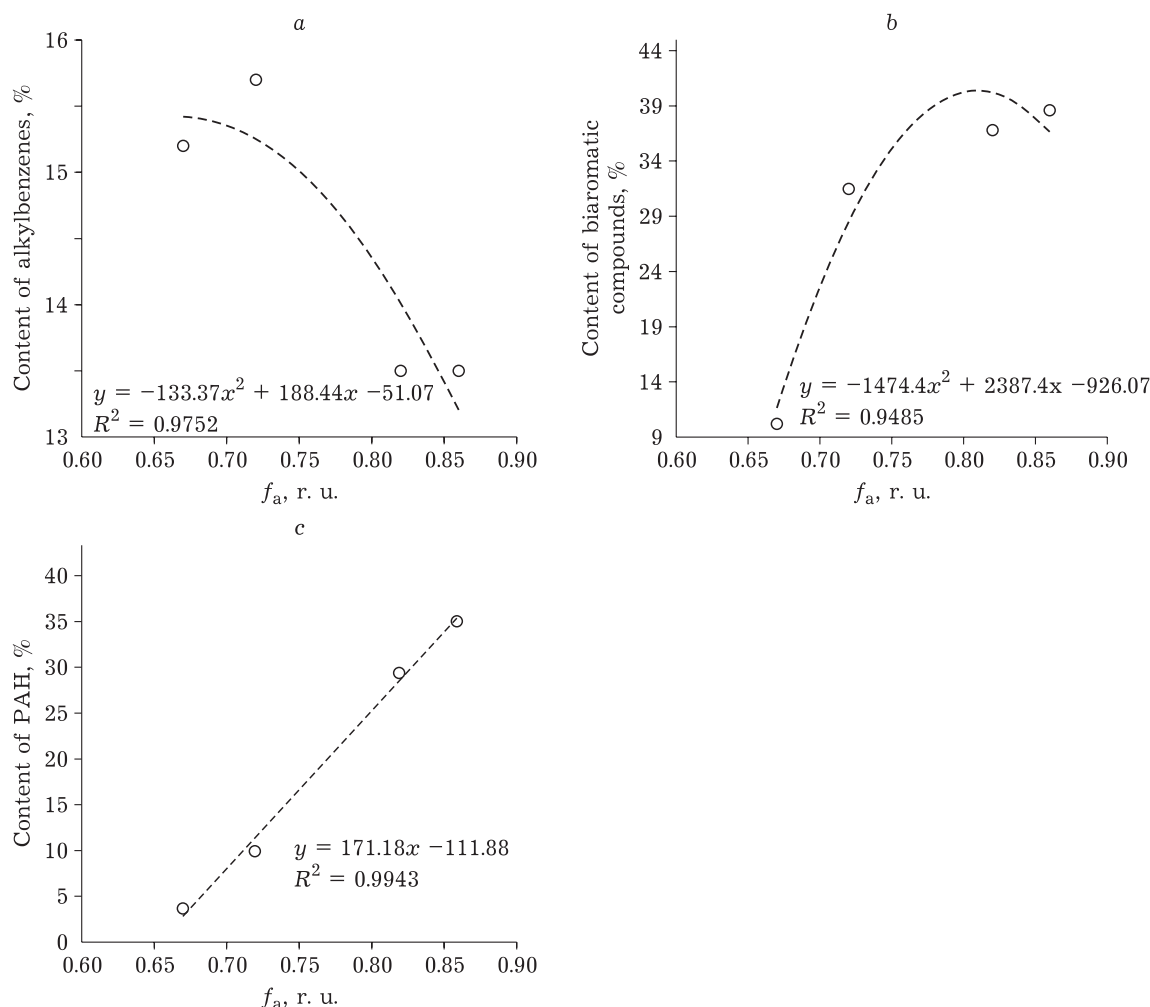 a
16
15
14
13
Content of alkylbenzenes, %
y = −133.37x² + 188.44x −51.07
R² = 0.9752
0.60 0.65 0.70 0.75 0.80 0.85 0.90
fₐ, r. u.
b
44
39
34
29
24
19
14
9
Content of biaromatic
compounds, %
y = −1474.4x² + 2387.4x −926.07
R² = 0.9485
0.60 0.65 0.70 0.75 0.80 0.85 0.90
fₐ, r. u.
c
40
35
30
25
20
15
10
5
0
Content of PAH, %
y = 171.18x −111.88
R² = 0.9943
0.60 0.65 0.70 0.75 0.80 0.85 0.90
fₐ, r. u.